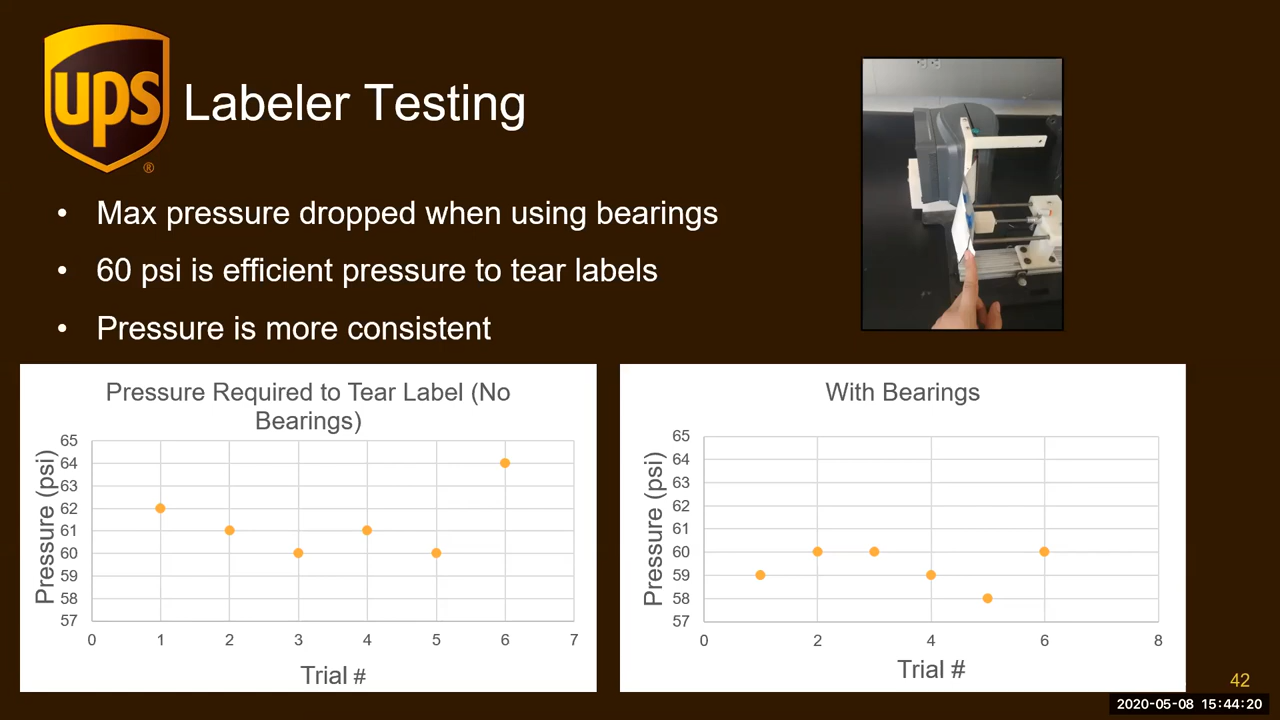 ups
®
Labeler Testing
• Max pressure dropped when using bearings
• 60 psi is efficient pressure to tear labels
• Pressure is more consistent
Pressure Required to Tear Label (No
Bearings)
Pressure (psi)
65
64
63
62
61
60
59
58
57
0 1 2 3 4 5 6 7
Trial #
With Bearings
Pressure (psi)
65
64
63
62
61
60
59
58
57
0 2 4 6 8
Trial #
42
2020-05-08 15:44:20